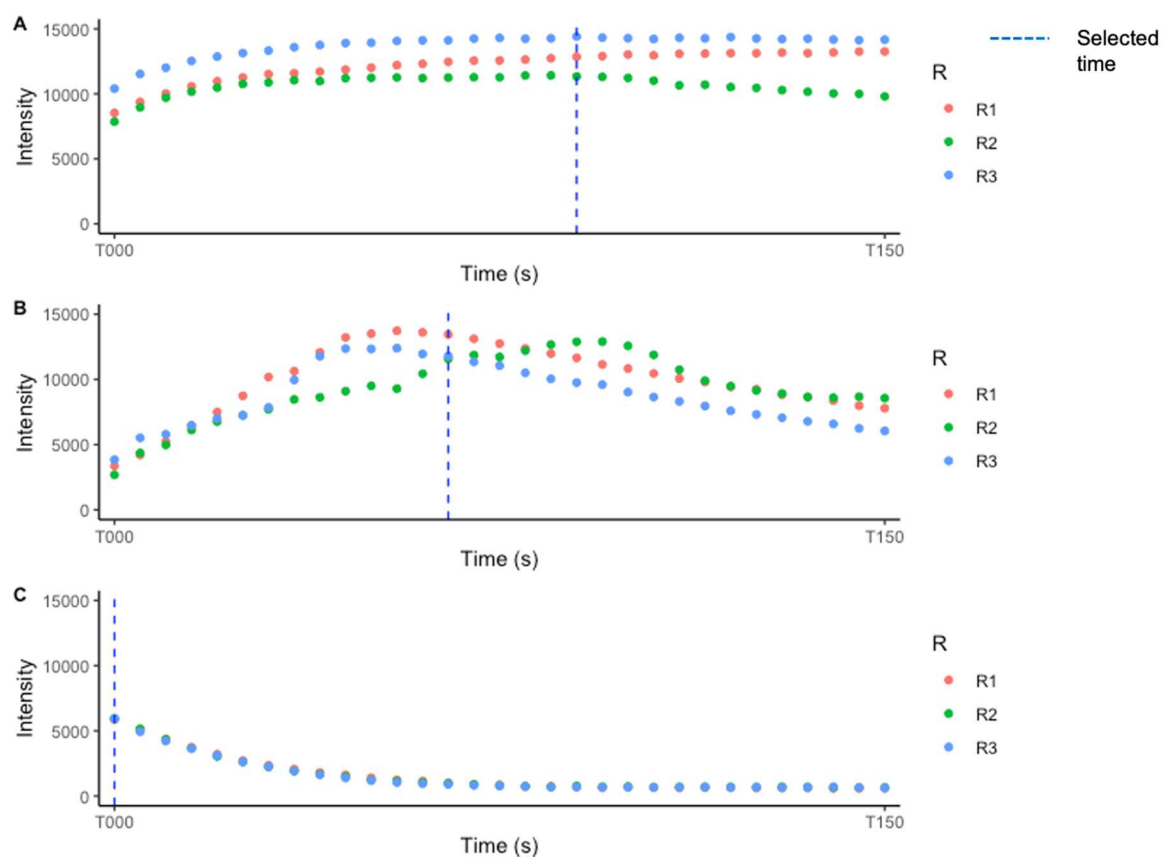 A
15000
10000
5000
0
Intensity
T000
T150
Time (s)
Selected
time
R
R1
R2
R3
B
15000
10000
5000
0
Intensity
T000
T150
Time (s)
R
R1
R2
R3
C
15000
10000
5000
0
Intensity
T000
T150
Time (s)
R
R1
R2
R3